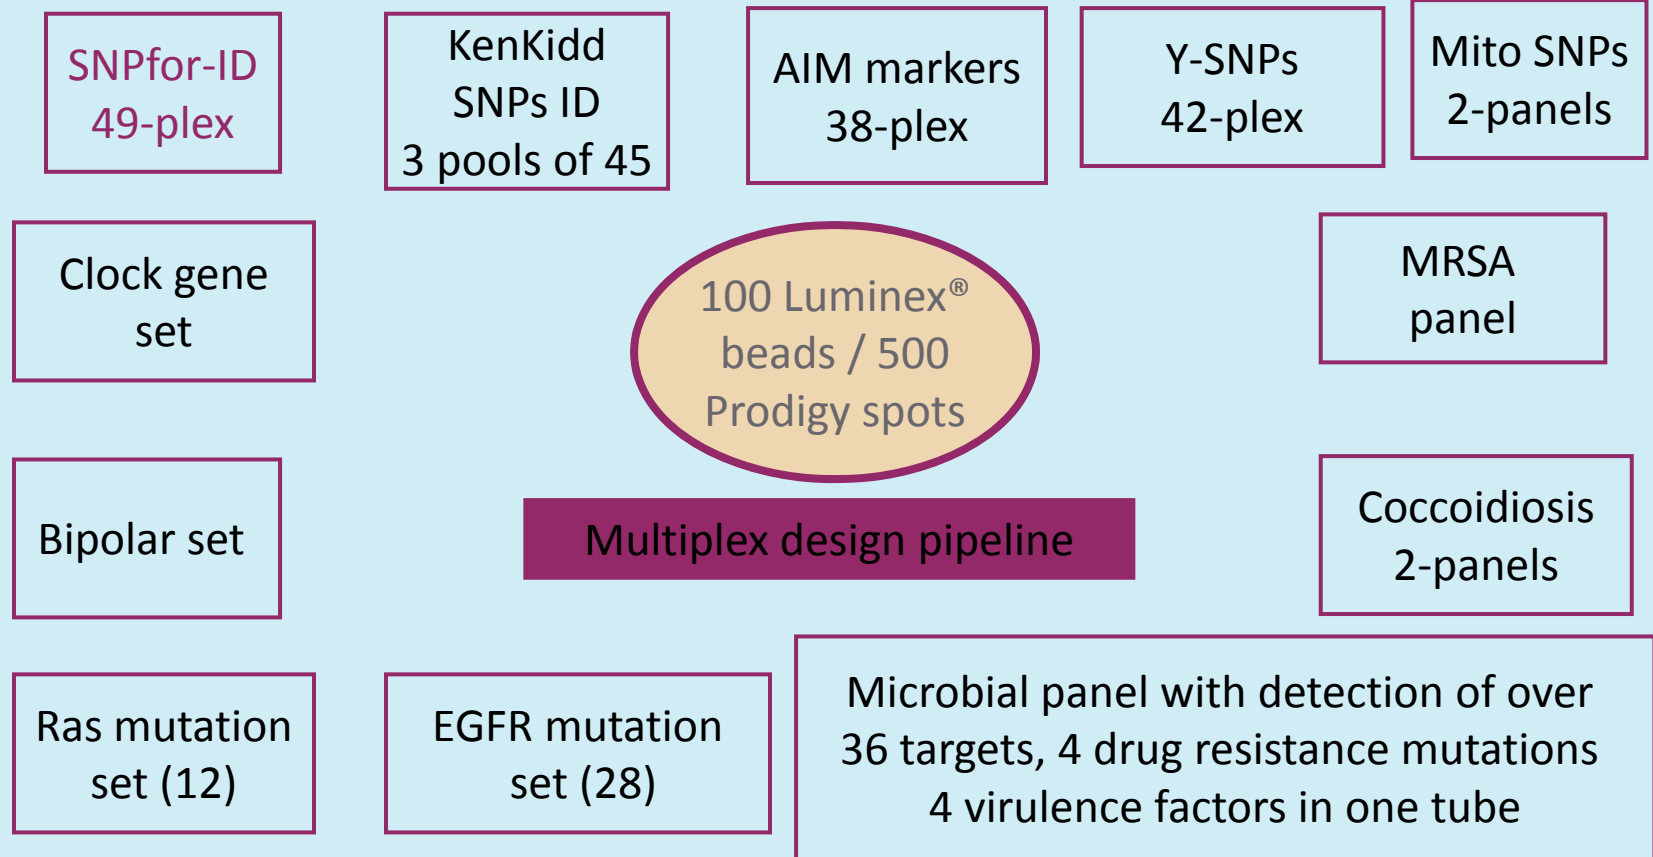 SNPfor-ID
49-plex
KenKidd
SNPs ID
3 pools of 45
AIM markers
38-plex
Y-SNPs
42-plex
Mito SNPs
2-panels
Clock gene
set
100 Luminex®
beads / 500
Prodigy spots
MRSA
panel
Bipolar set
Multiplex design pipeline
Coccoidiosis
2-panels
Ras mutation
set (12)
EGFR mutation
set (28)
Microbial panel with detection of over
36 targets, 4 drug resistance mutations
4 virulence factors in one tube